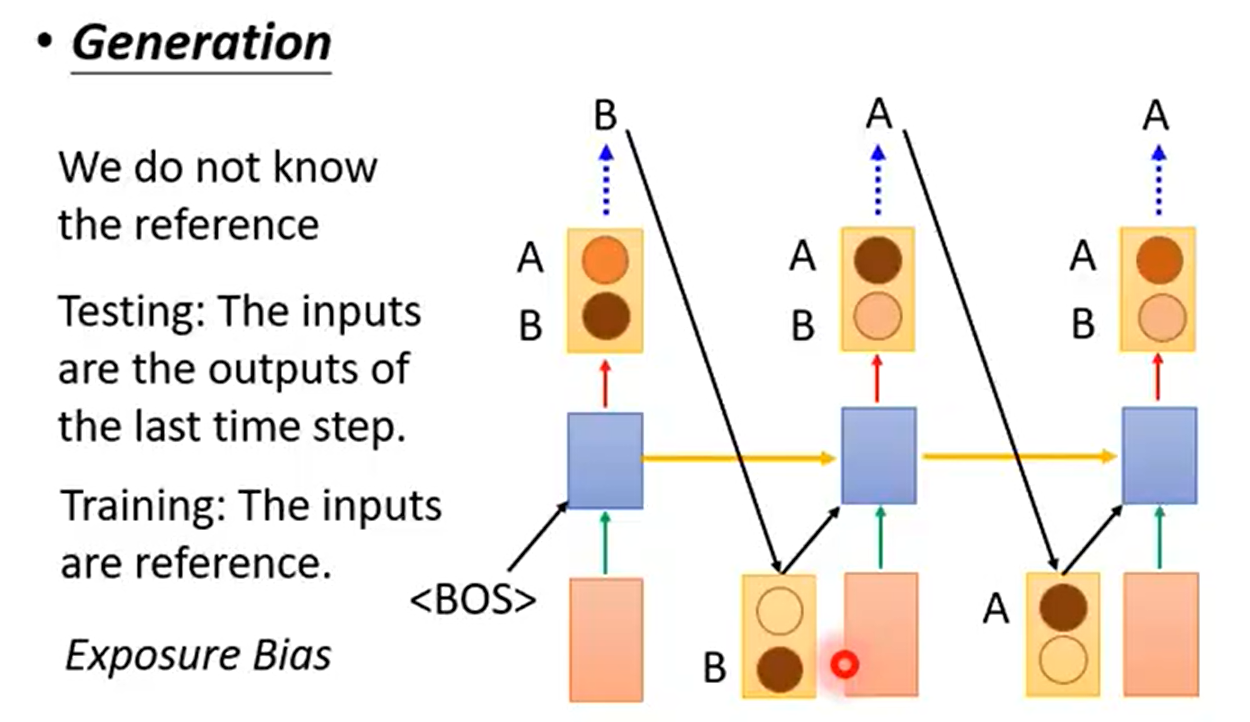 • Generation
We do not know
the reference
Testing: The inputs
are the outputs of
the last time step.
Training: The inputs
are reference.
Exposure Bias
B A A
A A A
B B B
<BOS>
A
B